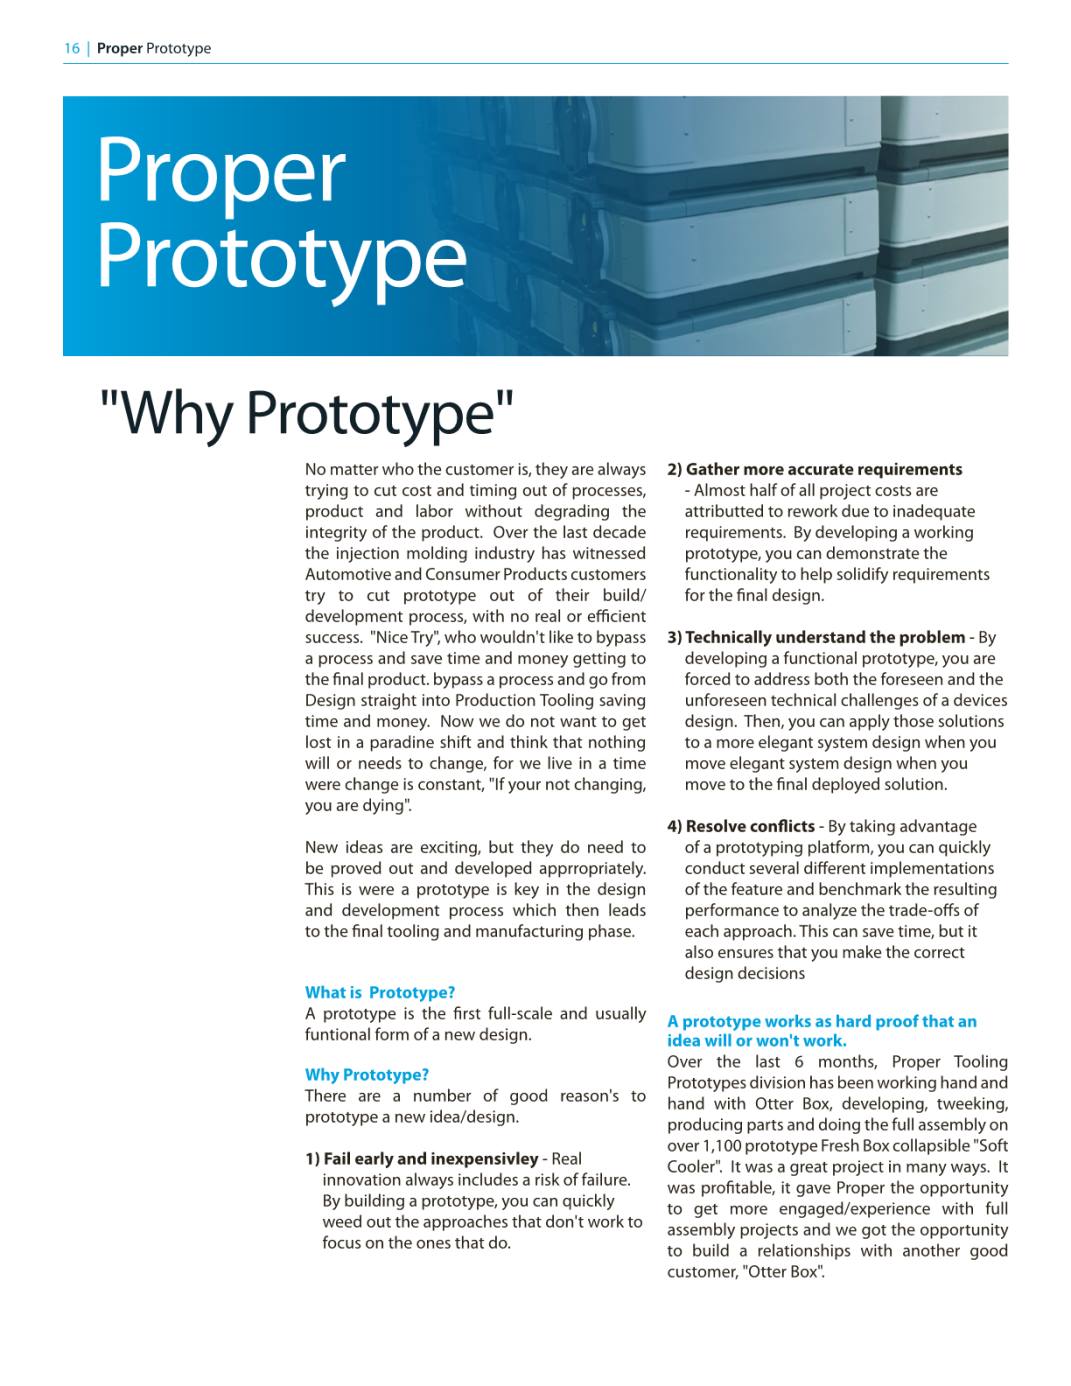 16 | Proper Prototype
Proper
Prototype
"Why Prototype"
No matter who the customer is, they are always
trying to cut cost and timing out of processes,
product and labor without degrading the
integrity of the product. Over the last decade
the injection molding industry has witnessed
Automotive and Consumer Products customers
try to cut prototype out of their build/
development process, with no real or efficient
success. "Nice Try", who wouldn't like to bypass
a process and save time and money getting to
the final product. bypass a process and go from
Design straight into Production Tooling saving
time and money. Now we do not want to get
lost in a paradine shift and think that nothing
will or needs to change, for we live in a time
were change is constant, "If your not changing,
you are dying".
New ideas are exciting, but they do need to
be proved out and developed apprropriately.
This is were a prototype is key in the design
and development process which then leads
to the final tooling and manufacturing phase.
What is Prototype?
A prototype is the first full-scale and usually
funtional form of a new design.
Why Prototype?
There are a number of good reason's to
prototype a new idea/design.
1) Fail early and inexpensivley - Real
innovation always includes a risk of failure.
By building a prototype, you can quickly
weed out the approaches that don't work to
focus on the ones that do.
2) Gather more accurate requirements
- Almost half of all project costs are
attributted to rework due to inadequate
requirements. By developing a working
prototype, you can demonstrate the
functionality to help solidify requirements
for the final design.
3) Technically understand the problem - By
developing a functional prototype, you are
forced to address both the foreseen and the
unforeseen technical challenges of a devices
design. Then, you can apply those solutions
to a more elegant system design when you
move elegant system design when you
move to the final deployed solution.
4) Resolve conflicts - By taking advantage
of a prototyping platform, you can quickly
conduct several different implementations
of the feature and benchmark the resulting
performance to analyze the trade-offs of
each approach. This can save time, but it
also ensures that you make the correct
design decisions
A prototype works as hard proof that an
idea will or won't work.
Over the last 6 months, Proper Tooling
Prototypes division has been working hand and
hand with Otter Box, developing, tweeking,
producing parts and doing the full assembly on
over 1,100 prototype Fresh Box collapsible "Soft
Cooler". It was a great project in many ways. It
was profitable, it gave Proper the opportunity
to get more engaged/experience with full
assembly projects and we got the opportunity
to build a relationships with another good
customer, "Otter Box".